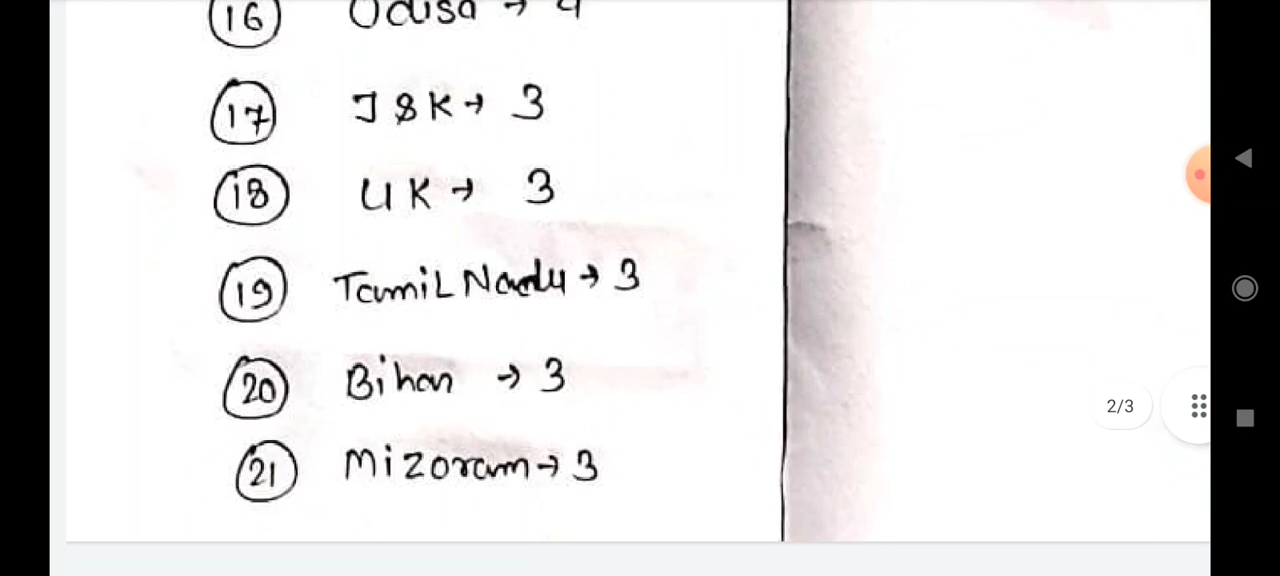 16 Odisa → 4
17 J&K → 3
18 UK → 3
19 Tamil Nadu → 3
20 Bihar → 3
21 Mizoram → 3
2/3